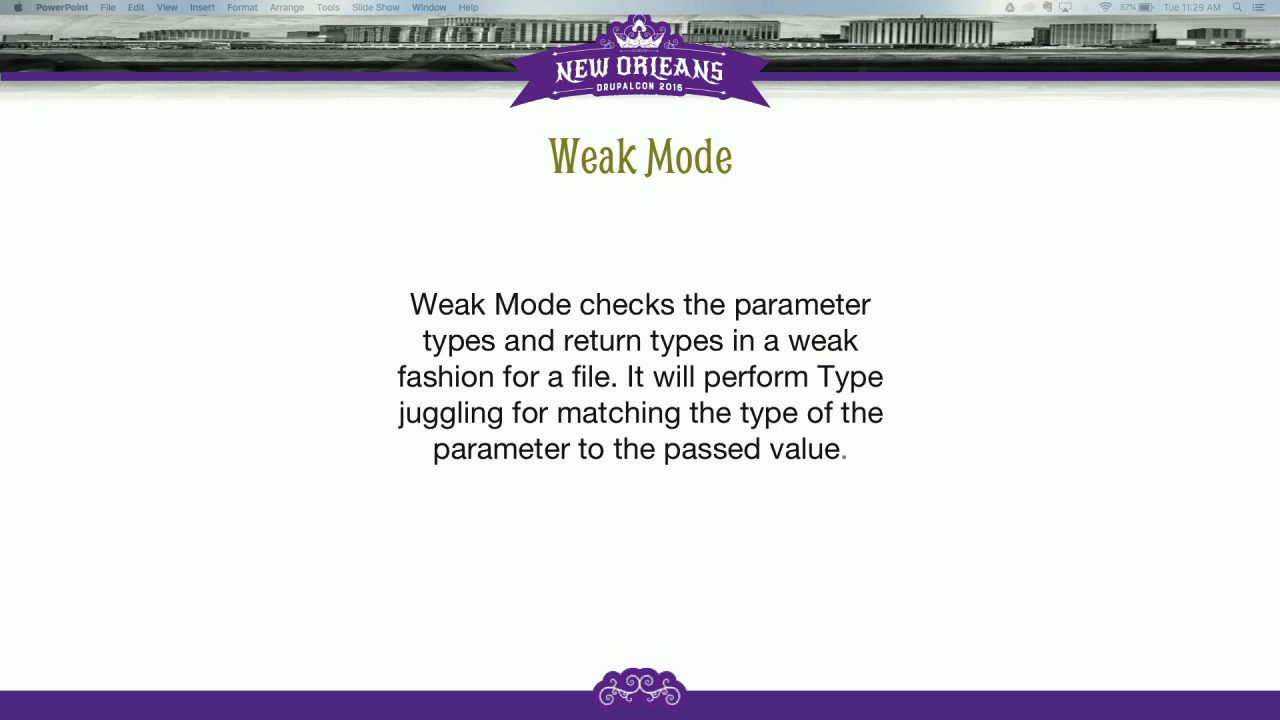 PowerPoint File Edit View Insert Format Arrange Tools Slide Show Window Help 87% Tue 11:29 AM
NEW ORLEANS
DRUPALCON 2016
Weak Mode
Weak Mode checks the parameter
types and return types in a weak
fashion for a file. It will perform Type
juggling for matching the type of the
parameter to the passed value.